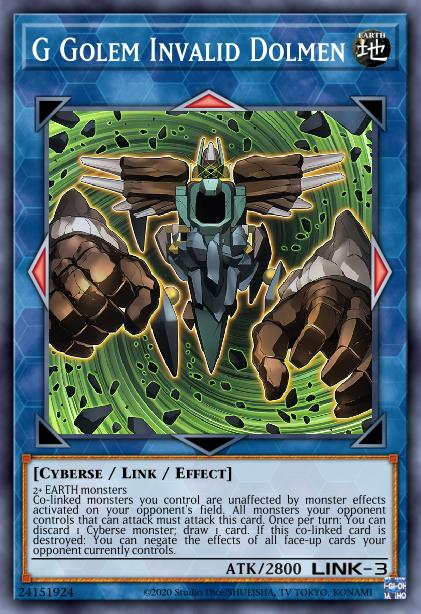 G Golem Invalid Dolmen
EARTH
地
[Cyberse / Link / Effect]
2+ EARTH monsters
Co-linked monsters you control are unaffected by monster effects
activated on your opponent's field. All monsters your opponent
controls that can attack must attack this card. Once per turn: You can
discard 1 Cyberse monster; draw 1 card. If this co-linked card is
destroyed: You can negate the effects of all face-up cards your
opponent currently controls.
ATK/2800 LINK-3
24151924 ©2020 Studio Dice/SHUEISHA, TV TOKYO, KONAMI